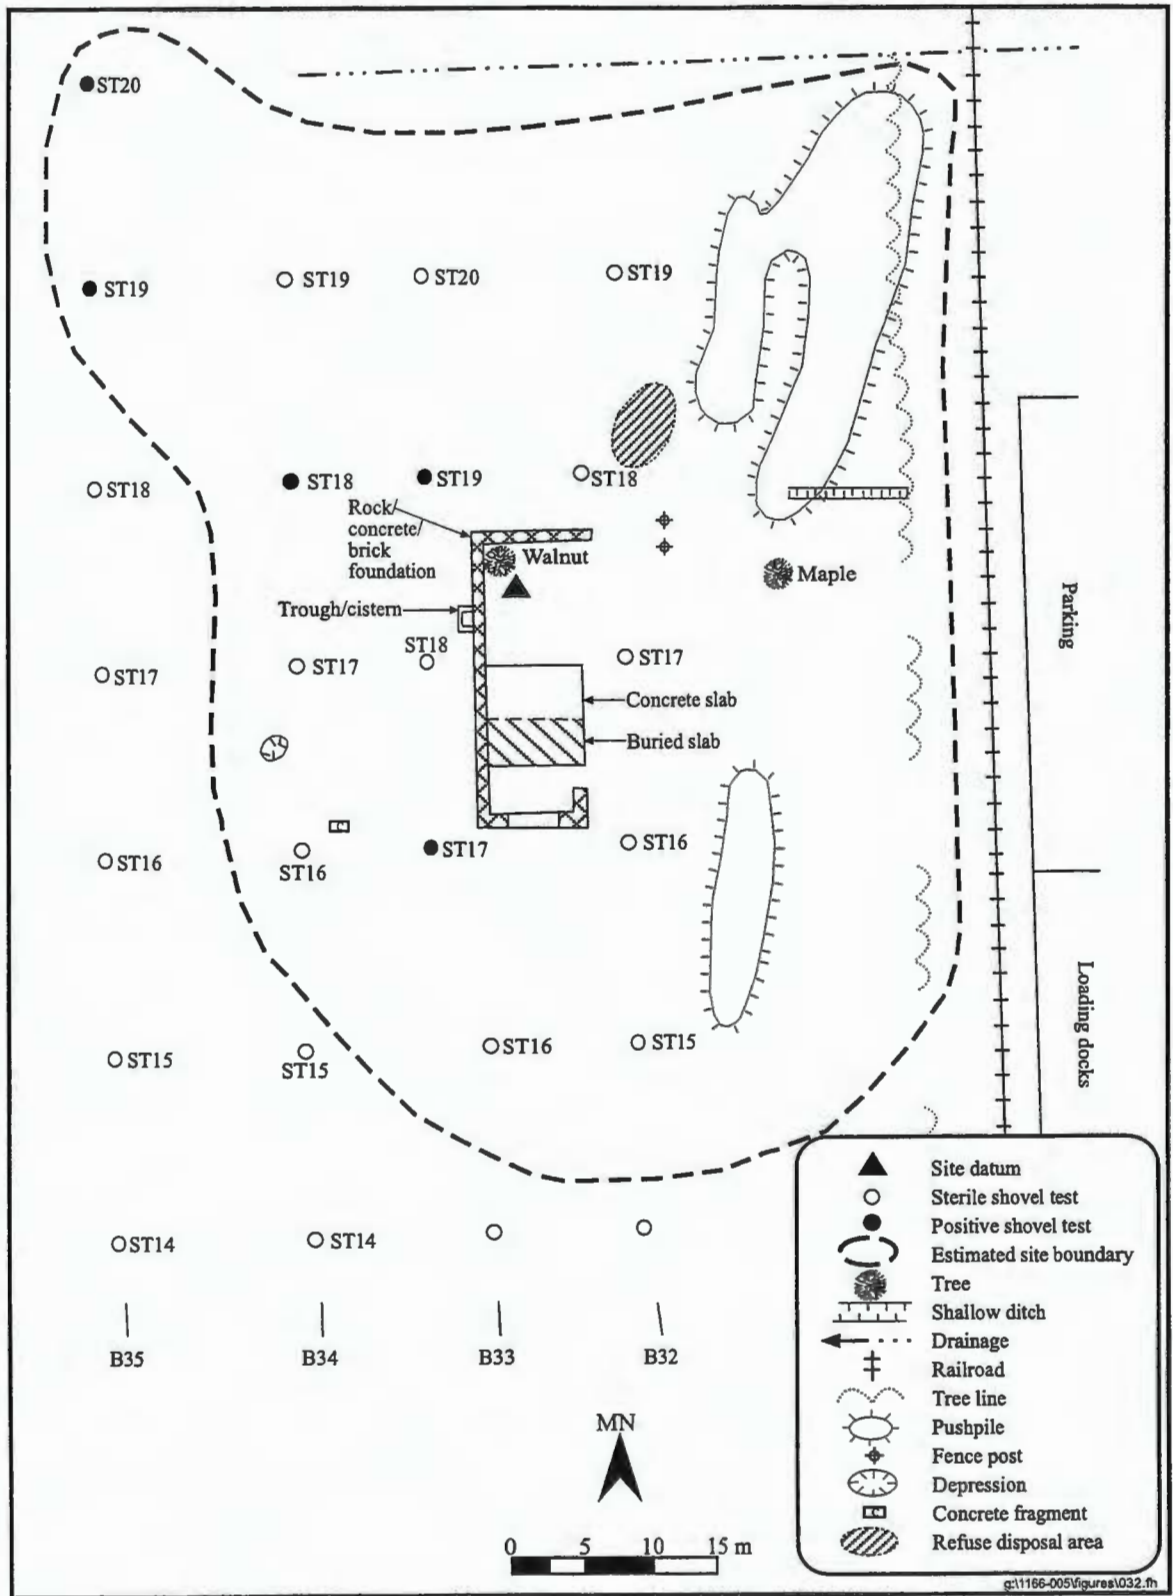 ST20
ST19
ST19
ST20
ST19
ST18
ST18
ST19
ST18
Rock/
concrete/
brick
foundation
Walnut
Maple
Trough/cistern
ST18
ST17
ST17
ST17
Concrete slab
Buried slab
Parking
C
ST16
ST16
ST17
ST16
Loading docks
ST15
ST15
ST16
ST15
ST14
ST14
B35
B34
B33
B32
MN
0 5 10 15 m
Site datum
Sterile shovel test
Positive shovel test
Estimated site boundary
Tree
Shallow ditch
Drainage
Railroad
Tree line
Pushpile
Fence post
Depression
C
Concrete fragment
Refuse disposal area
g:\1166-005\figures\032.fh